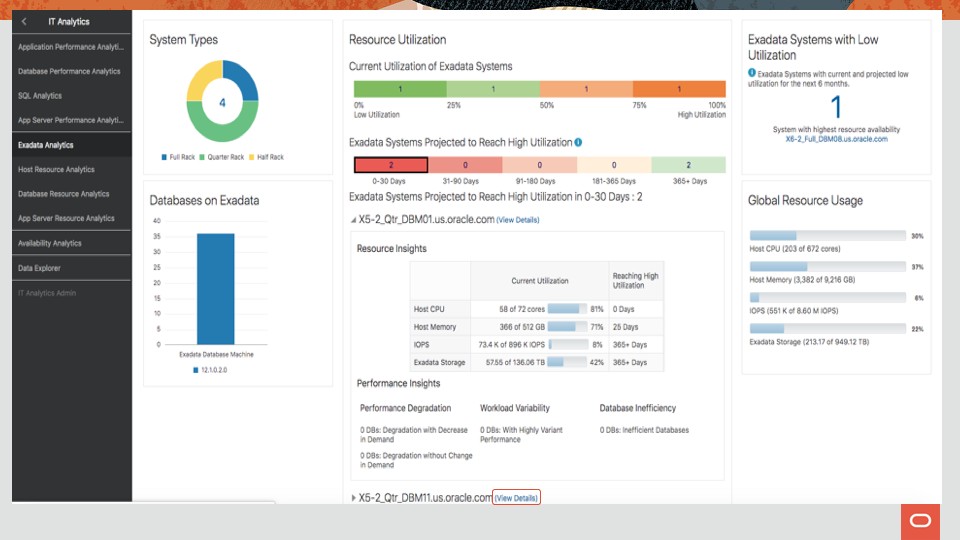 IT Analytics
Application Performance Analyti...
Database Performance Analytics
SQL Analytics
App Server Performance Analyti...
Exadata Analytics
Host Resource Analytics
Database Resource Analytics
App Server Resource Analytics
Availability Analytics
Data Explorer
IT Analytics Admin
System Types
4
Full Rack Quarter Rack Half Rack
Databases on Exadata
40
35
30
25
20
15
10
5
0
Exadata Database Machine
12.1.0.2.0
Resource Utilization
Current Utilization of Exadata Systems
1 1 1 1
0% 25% 50% 75% 100%
Low Utilization High Utilization
Exadata Systems Projected to Reach High Utilization
2 0 0 0 2
0-30 Days 31-90 Days 91-180 Days 181-365 Days 365+ Days
Exadata Systems Projected to Reach High Utilization in 0-30 Days : 2
X5-2_Qtr_DBM01.us.oracle.com (View Details)
Resource Insights
Current Utilization Reaching High
Utilization
Host CPU 58 of 72 cores 81% 0 Days
Host Memory 366 of 512 GB 71% 25 Days
IOPS 73.4 K of 896 K IOPS 8% 365+ Days
Exadata Storage 57.55 of 136.06 TB 42% 365+ Days
Performance Insights
Performance Degradation Workload Variability Database Inefficiency
0 DBs: Degradation with Decrease 0 DBs: With Highly Variant 0 DBs: Inefficient Databases
in Demand Performance
0 DBs: Degradation without Change
in Demand
X5-2_Qtr_DBM11.us.oracle.com (View Details)
Exadata Systems with Low
Utilization
Exadata Systems with current and projected low
utilization for the next 6 months.
1
System with highest resource availability
X6-2_Full_DBM08.us.oracle.com
Global Resource Usage
30%
Host CPU (203 of 672 cores)
37%
Host Memory (3,382 of 9,216 GB)
6%
IOPS (551 K of 8.60 M IOPS)
22%
Exadata Storage (213.17 of 949.12 TB)